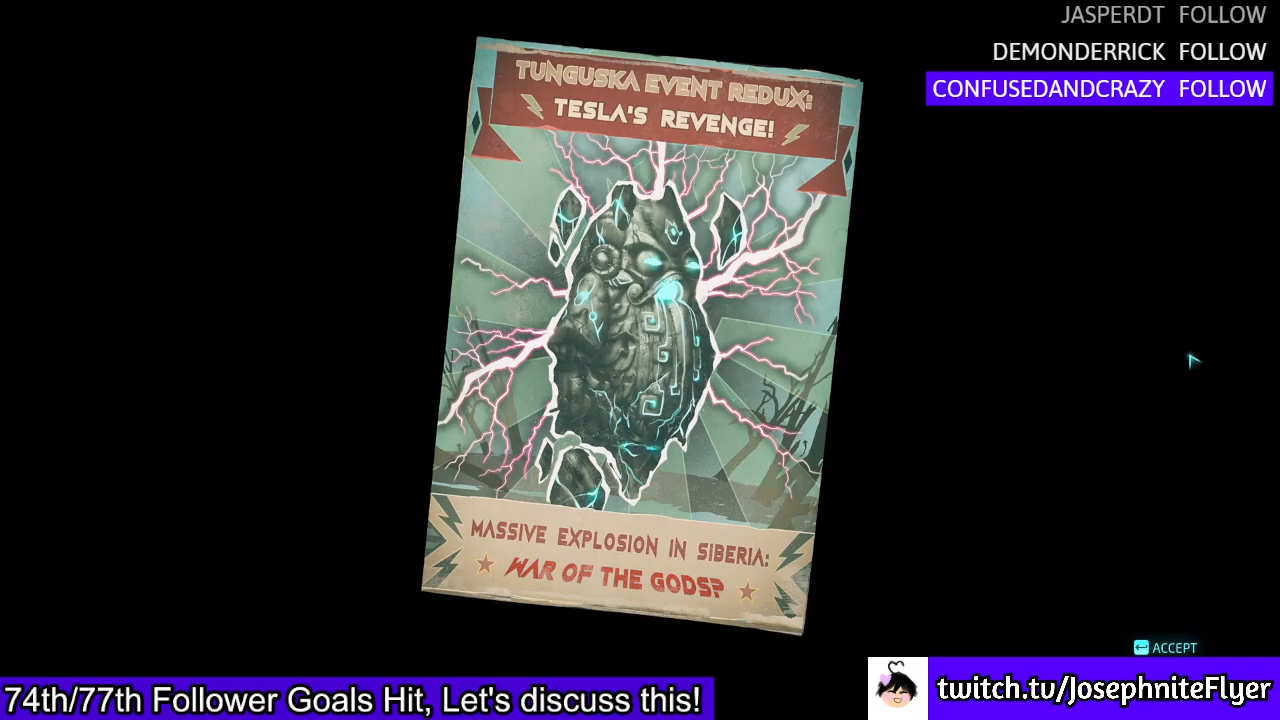 JASPERDT FOLLOW
DEMONDERRICK FOLLOW
CONFUSEDANDCRAZY FOLLOW
TUNGUSKA EVENT REDUX:
TESLA'S REVENGE!
MASSIVE EXPLOSION IN SIBERIA:
WAR OF THE GODS?
ACCEPT
74th/77th Follower Goals Hit, Let's discuss this!
twitch.tv/JosephniteFlyer